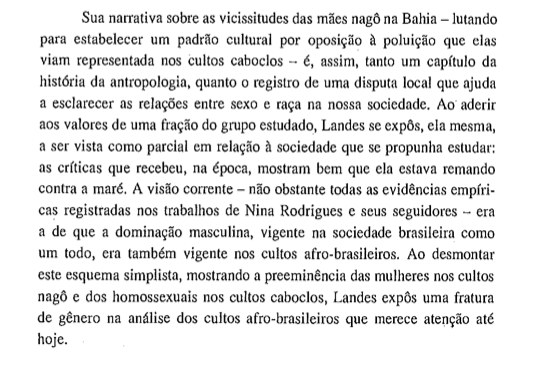 Sua narrativa sobre as vicissitudes das mães nagô na Bahia – lutando
para estabelecer um padrão cultural por oposição à poluição que elas
viam representada nos cultos caboclos – é, assim, tanto um capítulo da
história da antropologia, quanto o registro de uma disputa local que ajuda
a esclarecer as relações entre sexo e raça na nossa sociedade. Ao aderir
aos valores de uma fração do grupo estudado, Landes se expôs, ela mesma,
a ser vista como parcial em relação à sociedade que se propunha estudar:
as críticas que recebeu, na época, mostram bem que ela estava remando
contra a maré. A visão corrente – não obstante todas as evidências empíri-
cas registradas nos trabalhos de Nina Rodrigues e seus seguidores – era
a de que a dominação masculina, vigente na sociedade brasileira como
um todo, era também vigente nos cultos afro-brasileiros. Ao desmontar
este esquema simplista, mostrando a preeminência das mulheres nos cultos
nagô e dos homossexuais nos cultos caboclos, Landes expôs uma fratura
de gênero na análise dos cultos afro-brasileiros que merece atenção até
hoje.